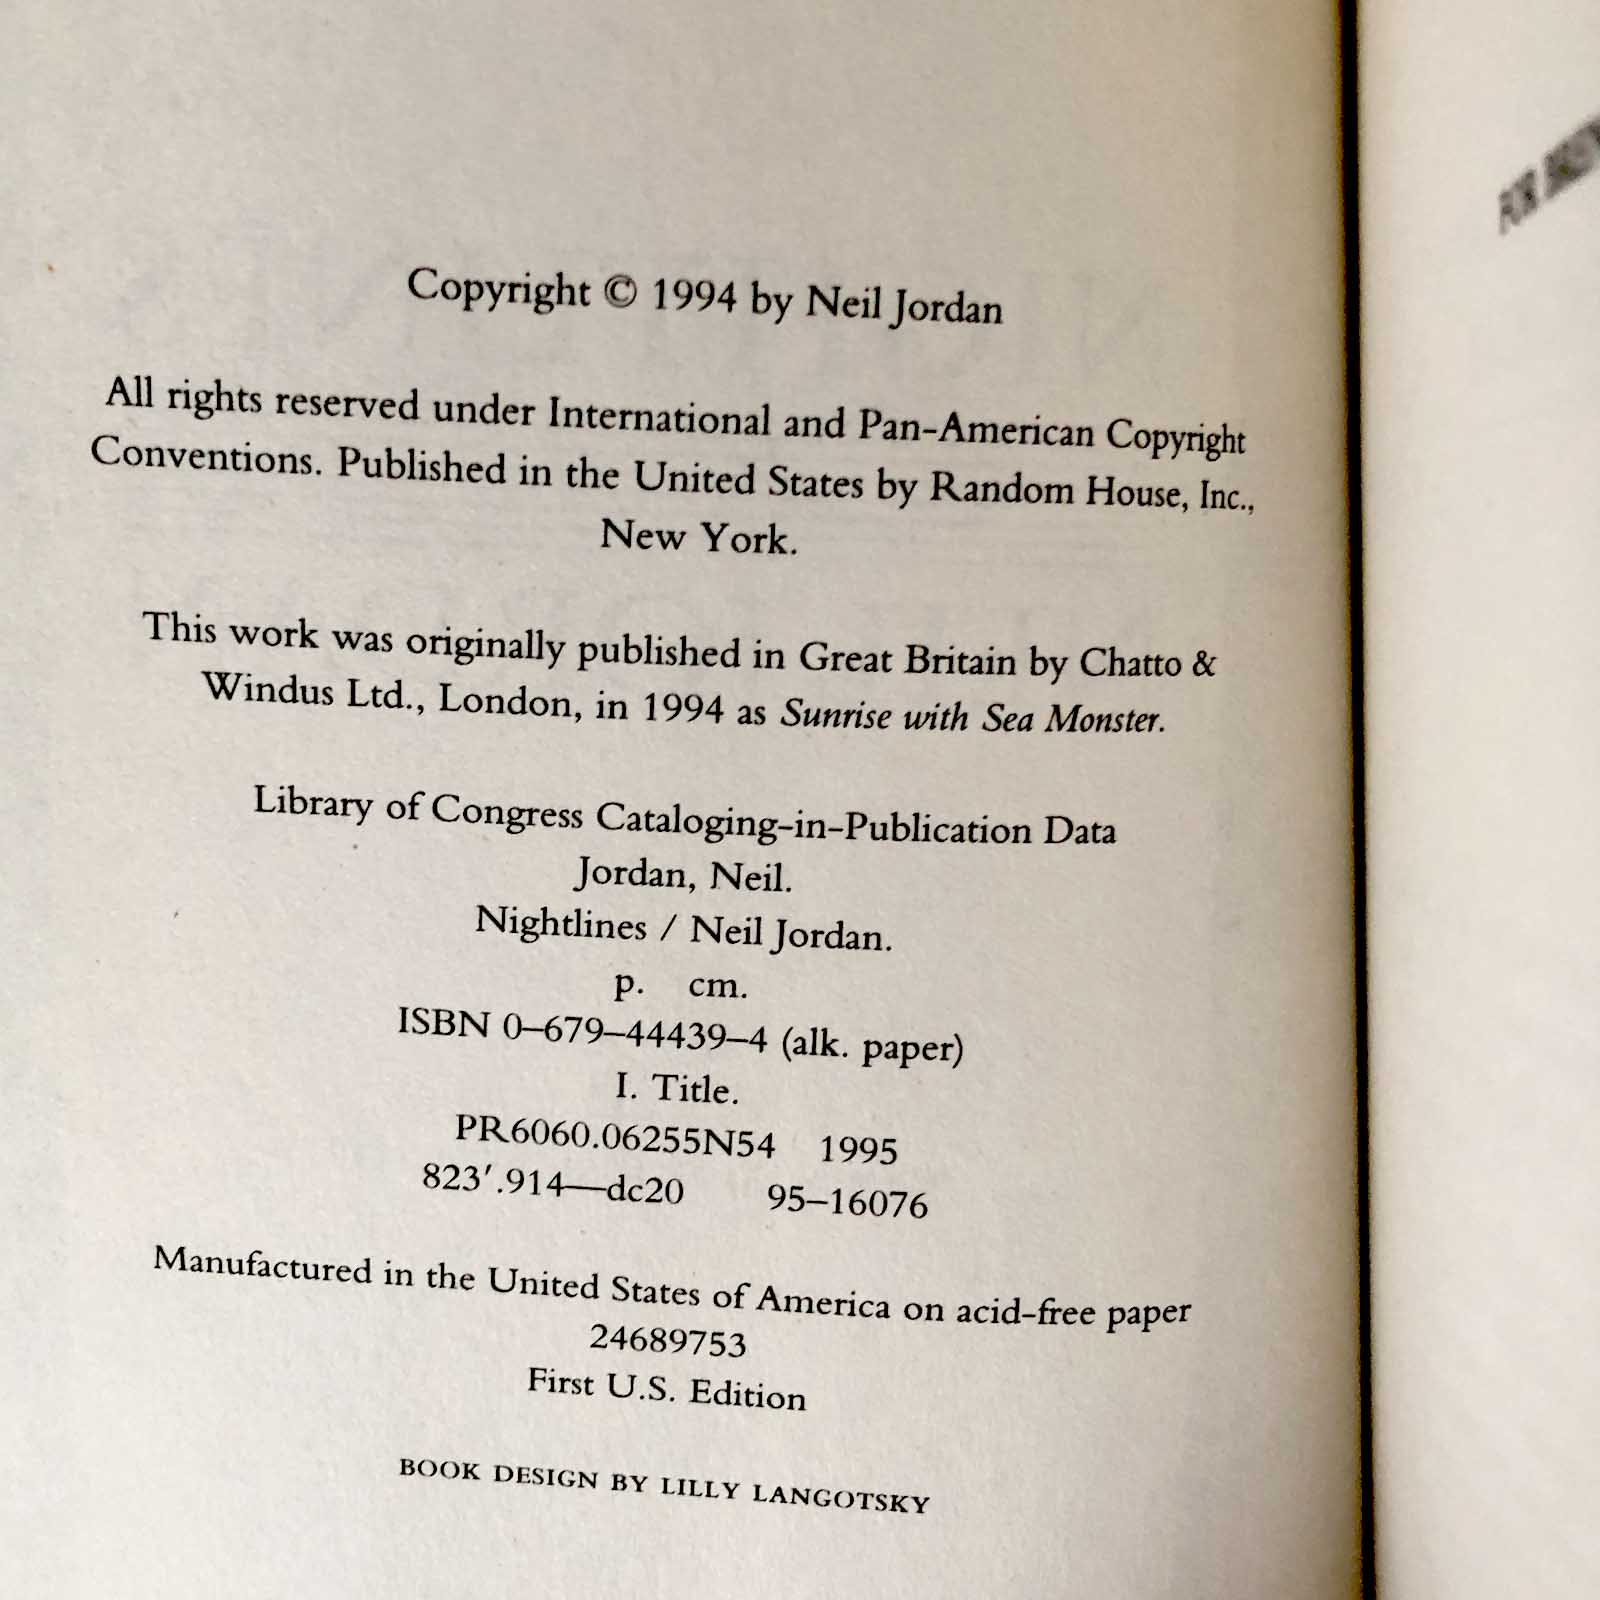 Copyright © 1994 by Neil Jordan
All rights reserved under International and Pan-American Copyright
Conventions. Published in the United States by Random House, Inc.,
New York.
This work was originally published in Great Britain by Chatto &
Windus Ltd., London, in 1994 as Sunrise with Sea Monster.
Library of Congress Cataloging-in-Publication Data
Jordan, Neil.
Nightlines / Neil Jordan.
p. cm.
ISBN 0–679–44439–4 (alk. paper)
I. Title.
PR6060.06255N54 1995
823′.914—dc20 95–16076
Manufactured in the United States of America on acid-free paper
24689753
First U.S. Edition
BOOK DESIGN BY LILLY LANGOTSKY
FOR